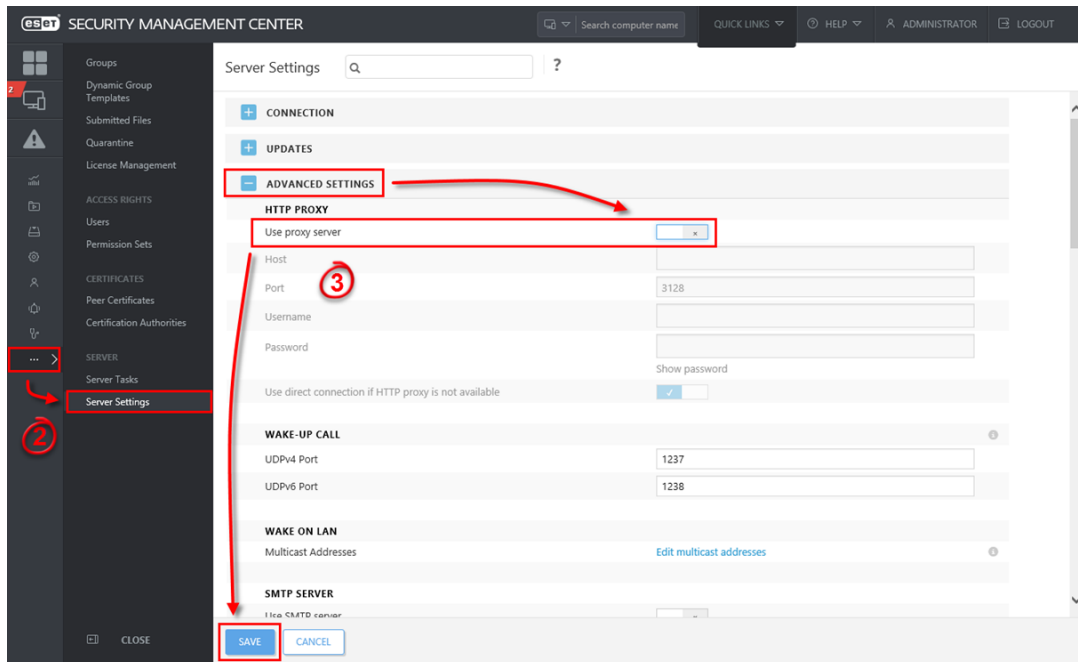 eset SECURITY MANAGEMENT CENTER
Search computer name
QUICK LINKS
HELP
ADMINISTRATOR
LOGOUT
2
Groups
Dynamic Group
Templates
Submitted Files
Quarantine
License Management
ACCESS RIGHTS
Users
Permission Sets
CERTIFICATES
Peer Certificates
Certification Authorities
SERVER
Server Tasks
Server Settings
2
CLOSE
Server Settings
?
CONNECTION
UPDATES
ADVANCED SETTINGS
HTTP PROXY
Use proxy server
Host
3
Port 3128
Username
Password
Show password
Use direct connection if HTTP proxy is not available
WAKE-UP CALL
UDPv4 Port 1237
UDPv6 Port 1238
WAKE ON LAN
Multicast Addresses Edit multicast addresses
SMTP SERVER
Use SMTP server
SAVE CANCEL